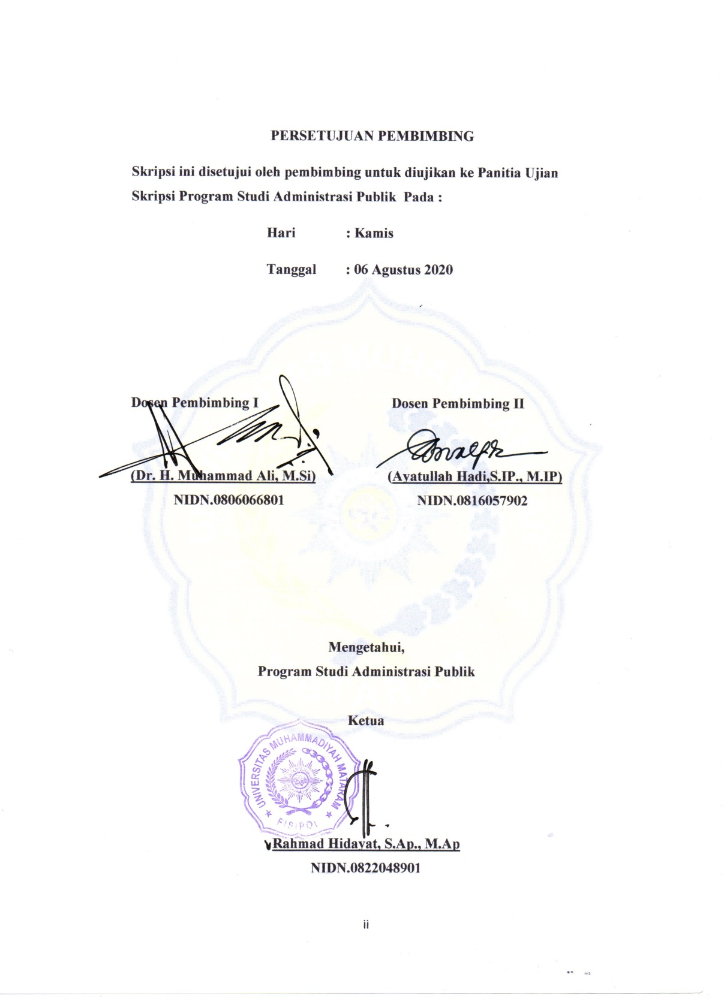 PERSETUJUAN PEMBIMBING
Skripsi ini disetujui oleh pembimbing untuk diujikan ke Panitia Ujian
Skripsi Program Studi Administrasi Publik Pada :
Hari : Kamis
Tanggal : 06 Agustus 2020
Dosen Pembimbing I Dosen Pembimbing II
(Dr. H. Muhammad Ali, M.Si) (Ayatullah Hadi,S.IP., M.IP)
NIDN.0806066801 NIDN.0816057902
Mengetahui,
Program Studi Administrasi Publik
Ketua
UNIVERSITAS MUHAMMADIYAH MATARAM
FISIPOL
Rahmad Hidayat, S.Ap., M.Ap
NIDN.0822048901
ii